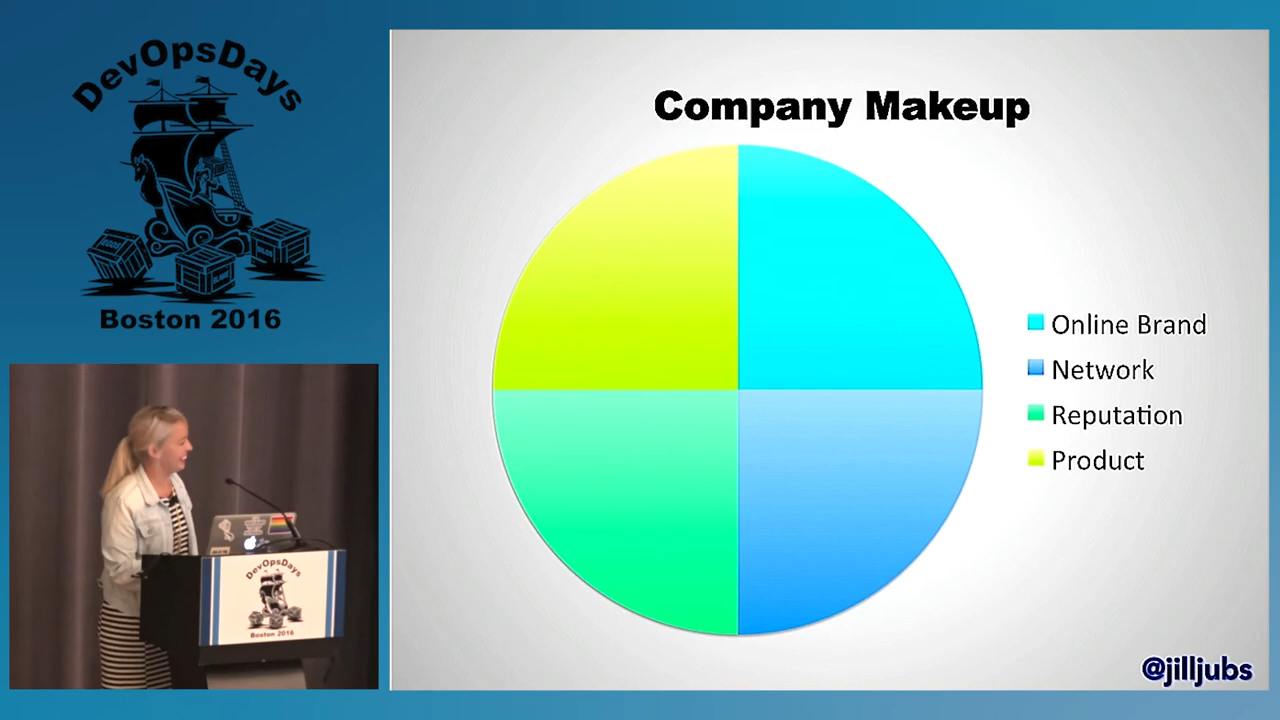 DevOpsDays
Boston 2016
Company Makeup
Online Brand
Network
Reputation
Product
@jilljubs
DevOpsDays
Boston 2016